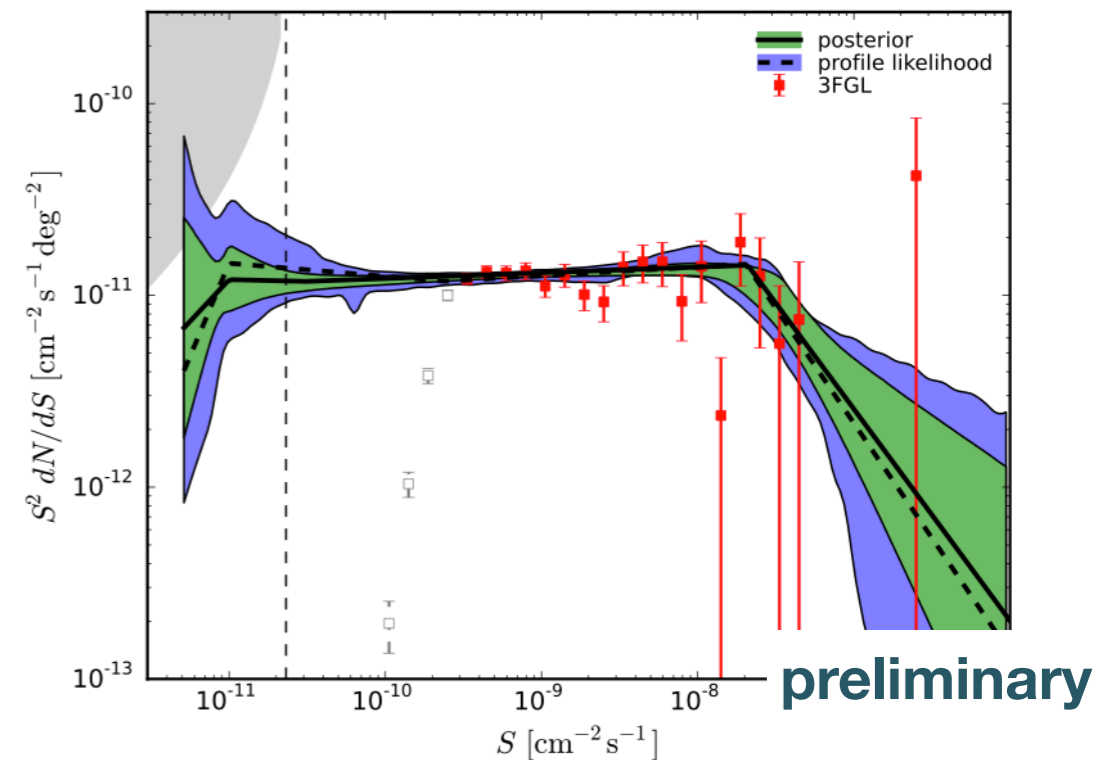 posterior
profile likelihood
3FGL
10⁻¹⁰
10⁻¹¹
10⁻¹²
10⁻¹³
S² dN/dS [cm⁻² s⁻¹ deg⁻²]
10⁻¹¹ 10⁻¹⁰ 10⁻⁹ 10⁻⁸
preliminary
S [cm⁻² s⁻¹]